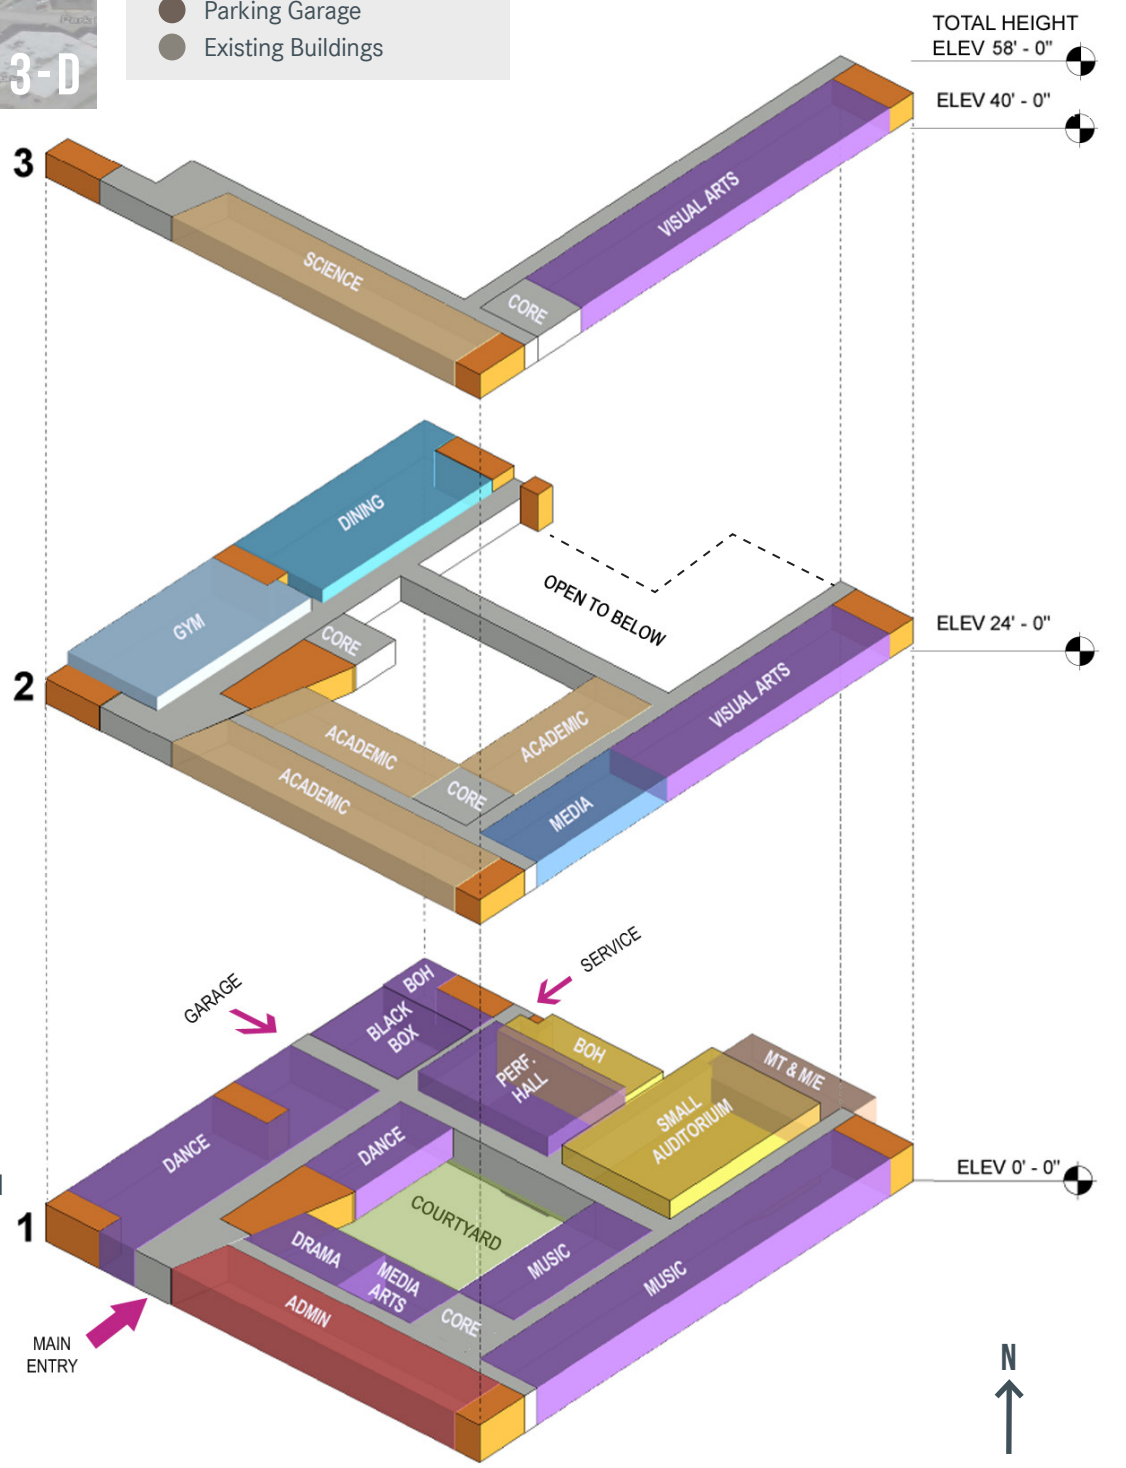 Parking Garage
Existing Buildings
3-D
TOTAL HEIGHT
ELEV 58' - 0"
ELEV 40' - 0"
3
VISUAL ARTS
SCIENCE
CORE
DINING
OPEN TO BELOW
GYM
CORE
ELEV 24' - 0"
2
VISUAL ARTS
ACADEMIC
ACADEMIC
ACADEMIC
CORE
MEDIA
SERVICE
GARAGE
BOH
BLACK
BOX
BOH
PERF.
HALL
MT & M/E
SMALL
AUDITORIUM
DANCE
DANCE
ELEV 0' - 0"
1
COURTYARD
DRAMA
MEDIA
ARTS
MUSIC
MUSIC
ADMIN
CORE
MAIN
ENTRY
N